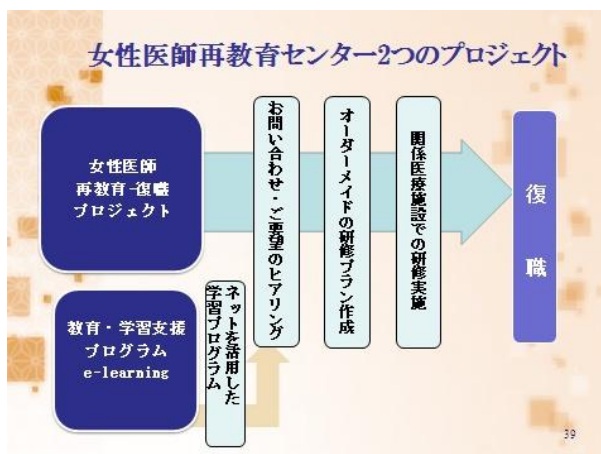 女性医師再教育センター2つのプロジェクト
女性医師
再教育-復職
プロジェクト
お問い合わせ・ご要望のヒアリング
オーダーメイドの研修プラン作成
関係医療施設での研修実施
復
職
教育・学習支援
プログラム
e-learning
ネットを活用した
学習プログラム
39